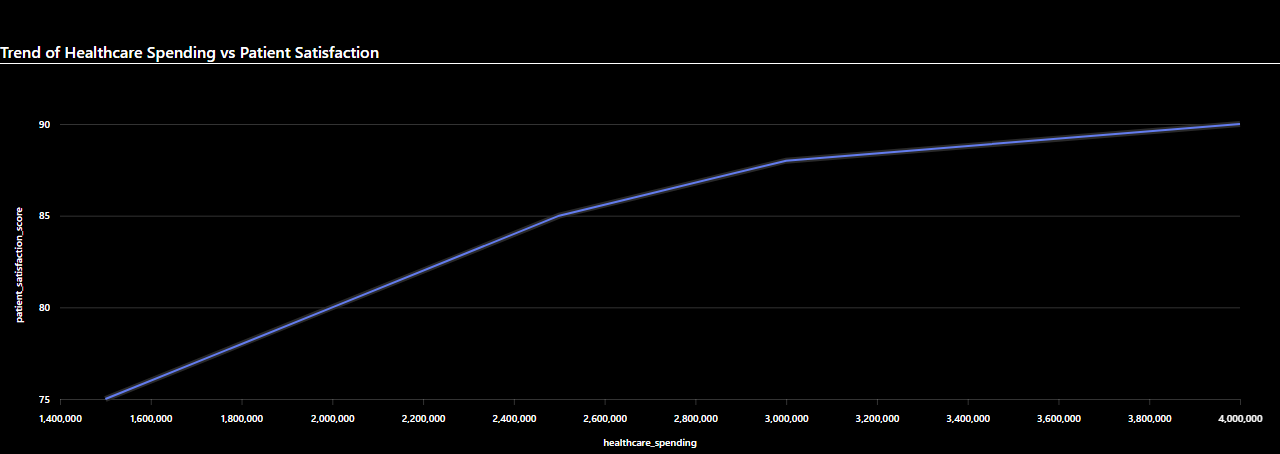 Trend of Healthcare Spending vs Patient Satisfaction
90
85
80
75
patient_satisfaction_score
1,400,000 1,600,000 1,800,000 2,000,000 2,200,000 2,400,000 2,600,000 2,800,000 3,000,000 3,200,000 3,400,000 3,600,000 3,800,000 4,000,000
healthcare_spending